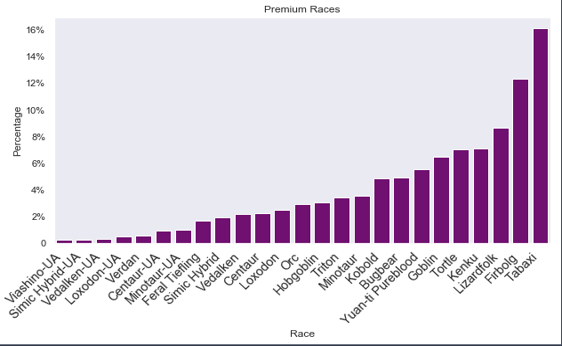 Premium Races
Percentage
16%
14%
12%
10%
8%
6%
4%
2%
0
Viashino-UA
Simic Hybrid-UA
Vedalken-UA
Loxodon-UA
Verdan
Centaur-UA
Minotaur-UA
Feral Tiefling
Simic Hybrid
Vedalken
Centaur
Loxodon
Orc
Hobgoblin
Triton
Minotaur
Kobold
Bugbear
Yuan-ti Pureblood
Goblin
Tortle
Kenku
Lizardfolk
Firbolg
Tabaxi
Race